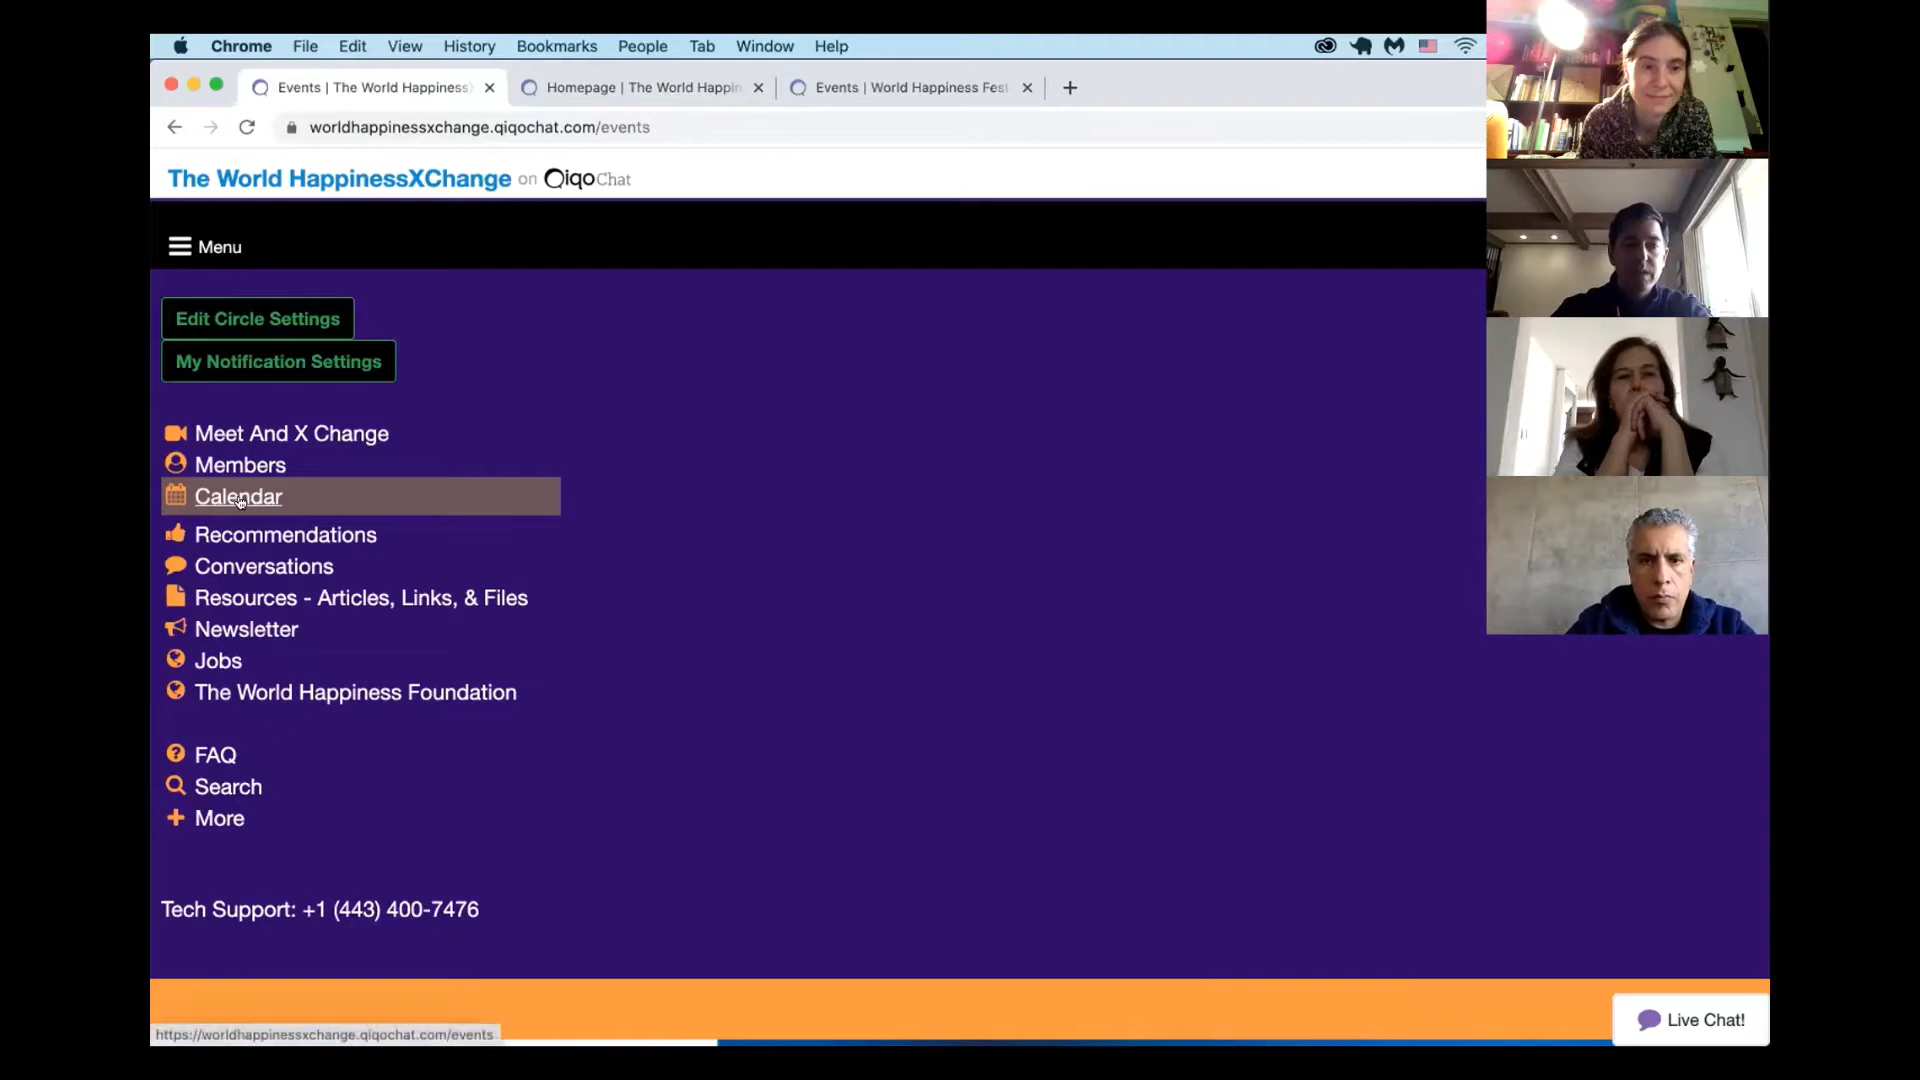 Chrome File Edit View History Bookmarks People Tab Window Help
Events | The World Happiness Homepage | The World Happin Events | World Happiness Fest
worldhappinessxchange.qiqochat.com/events
The World HappinessXChange on QiqoChat
Menu
Edit Circle Settings
My Notification Settings
Meet And X Change
Members
Calendar
Recommendations
Conversations
Resources - Articles, Links, & Files
Newsletter
Jobs
The World Happiness Foundation
FAQ
Search
More
Tech Support: +1 (443) 400-7476
Live Chat!
https://worldhappinessxchange.qiqochat.com/events